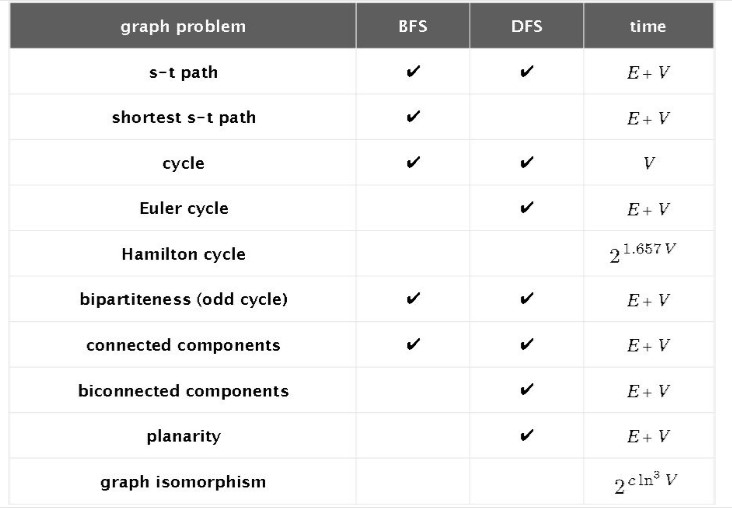 graph problem BFS DFS time
s-t path ✔ ✔ E + V
shortest s-t path ✔ E + V
cycle ✔ ✔ V
Euler cycle ✔ E + V
Hamilton cycle 2^{1.657 V}
bipartiteness (odd cycle) ✔ ✔ E + V
connected components ✔ ✔ E + V
biconnected components ✔ E + V
planarity ✔ E + V
graph isomorphism 2^{c ln^3 V}